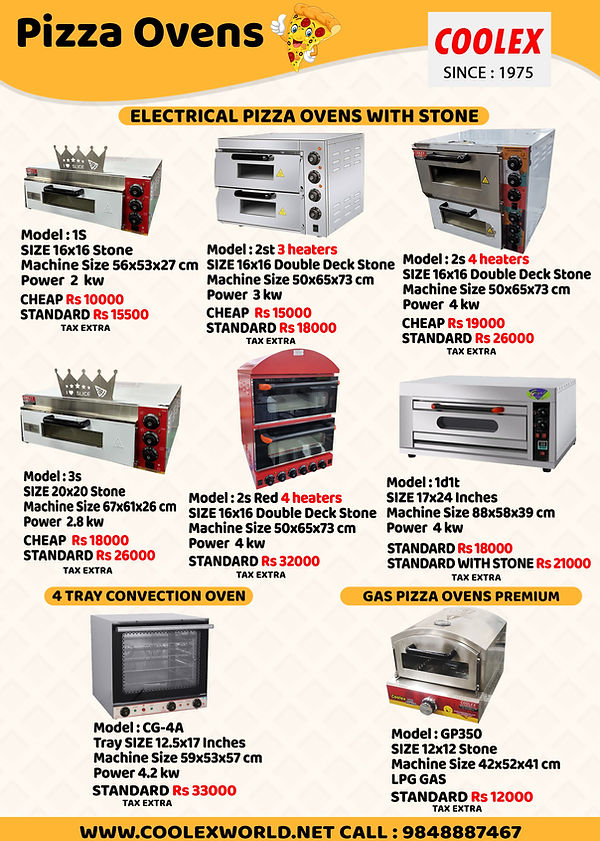 Pizza Ovens
COOLEX
SINCE : 1975
ELECTRICAL PIZZA OVENS WITH STONE
SLICE
Model : 1S
SIZE 16x16 Stone
Machine Size 56x53x27 cm
Power 2 kw
CHEAP Rs 10000
STANDARD Rs 15500
TAX EXTRA
Model : 2st 3 heaters
SIZE 16x16 Double Deck Stone
Machine Size 50x65x73 cm
Power 3 kw
CHEAP Rs 15000
STANDARD Rs 18000
TAX EXTRA
Model : 2s 4 heaters
SIZE 16x16 Double Deck Stone
Machine Size 50x65x73 cm
Power 4 kw
CHEAP Rs 19000
STANDARD Rs 26000
TAX EXTRA
I SLICE
Model : 3s
SIZE 20x20 Stone
Machine Size 67x61x26 cm
Power 2.8 kw
CHEAP Rs 18000
STANDARD Rs 26000
TAX EXTRA
Model : 2s Red 4 heaters
SIZE 16x16 Double Deck Stone
Machine Size 50x65x73 cm
Power 4 kw
STANDARD Rs 32000
TAX EXTRA
Model : 1d1t
SIZE 17x24 Inches
Machine Size 88x58x39 cm
Power 4 kw
STANDARD Rs 18000
STANDARD WITH STONE Rs 21000
TAX EXTRA
4 TRAY CONVECTION OVEN
Model : CG-4A
Tray SIZE 12.5x17 Inches
Machine Size 59x53x57 cm
Power 4.2 kw
STANDARD Rs 33000
TAX EXTRA
GAS PIZZA OVENS PREMIUM
Coolex
Model : GP350
SIZE 12x12 Stone
Machine Size 42x52x41 cm
LPG GAS
STANDARD Rs 12000
TAX EXTRA
WWW.COOLEXWORLD.NET CALL : 9848887467